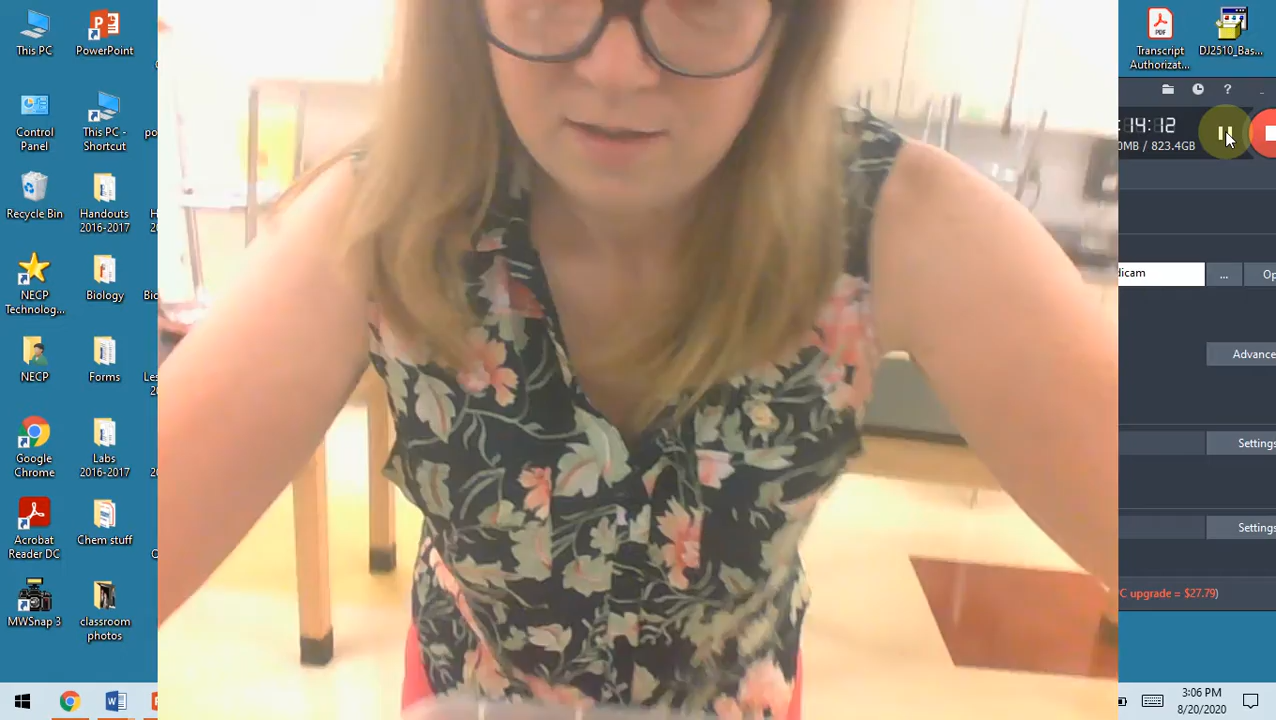 This PC
PowerPoint
Control
Panel
This PC -
Shortcut
Recycle Bin
Handouts
2016-2017
NECP
Technolog...
Biology
NECP
Forms
Google
Chrome
Labs
2016-2017
Acrobat
Reader DC
Chem stuff
MWSnap 3
classroom
photos
PDF
Transcript
Authorizat...
DJ2510_Bas...
?
:14:12
0MB / 823.4GB
dicam
...
Op
Advance
Settings
Settings
C upgrade = $27.79)
3:06 PM
8/20/2020